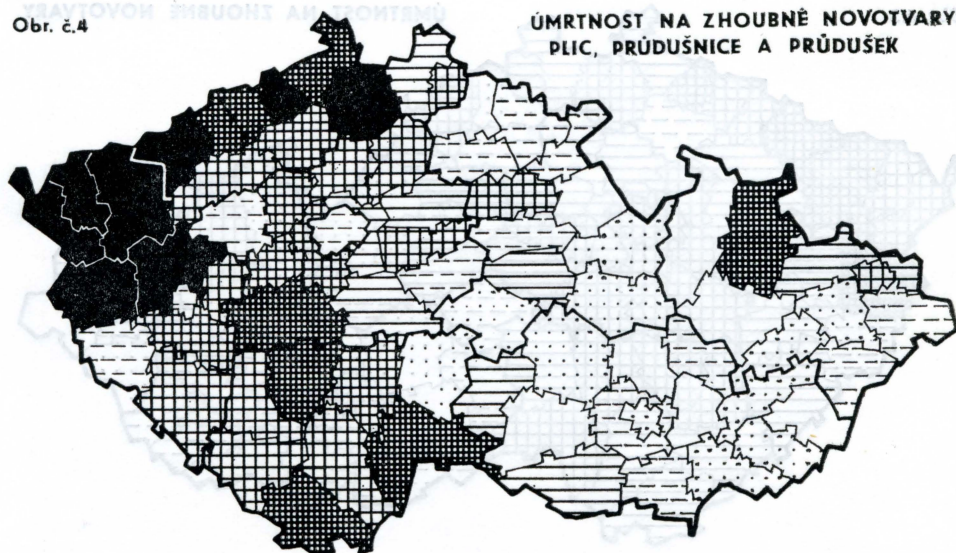 Obr. č.4
ÚMRTNOST NA ZHOUBNÉ NOVOTVARY
PLIC, PRŮDUŠNICE A PRŮDUŠEK